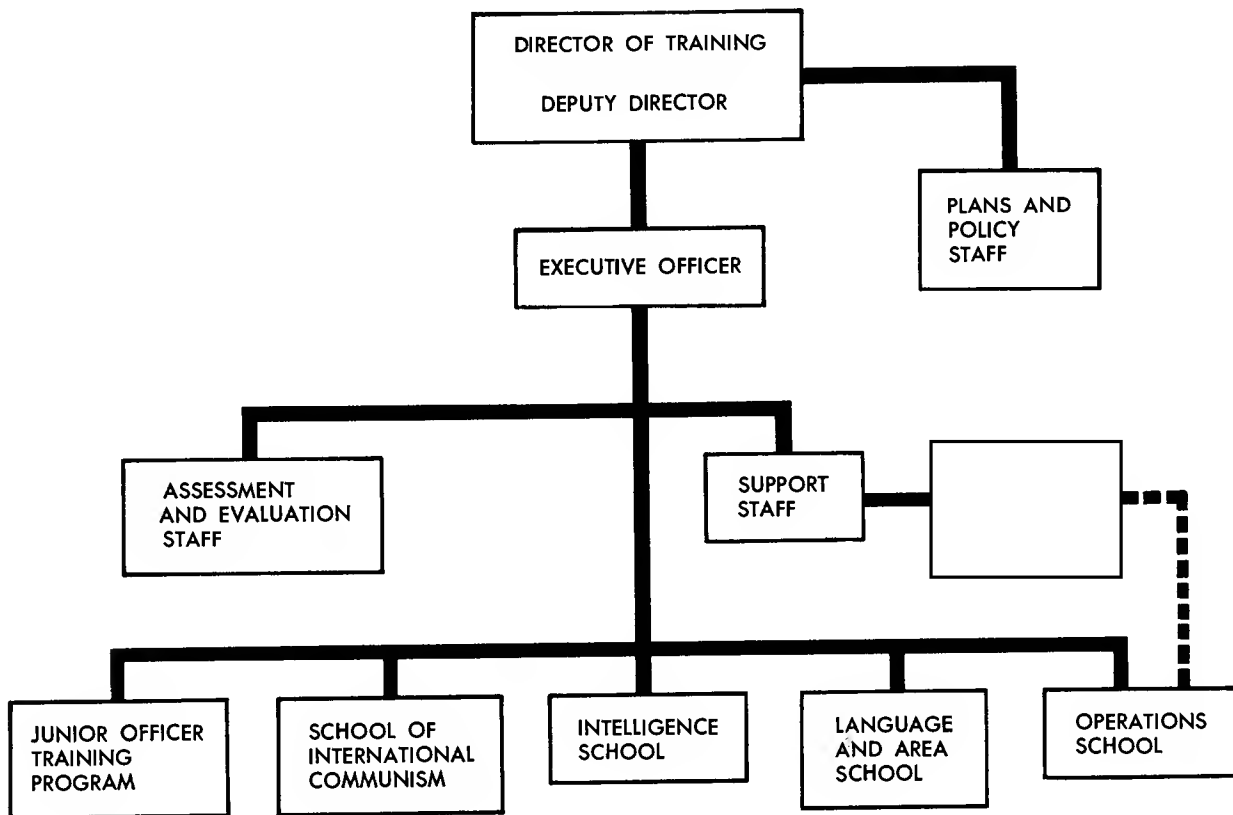 DIRECTOR OF TRAINING
DEPUTY DIRECTOR
PLANS AND
POLICY
STAFF
EXECUTIVE OFFICER
ASSESSMENT
AND EVALUATION
STAFF
SUPPORT
STAFF
JUNIOR OFFICER
TRAINING
PROGRAM
SCHOOL OF
INTERNATIONAL
COMMUNISM
INTELLIGENCE
SCHOOL
LANGUAGE
AND AREA
SCHOOL
OPERATIONS
SCHOOL